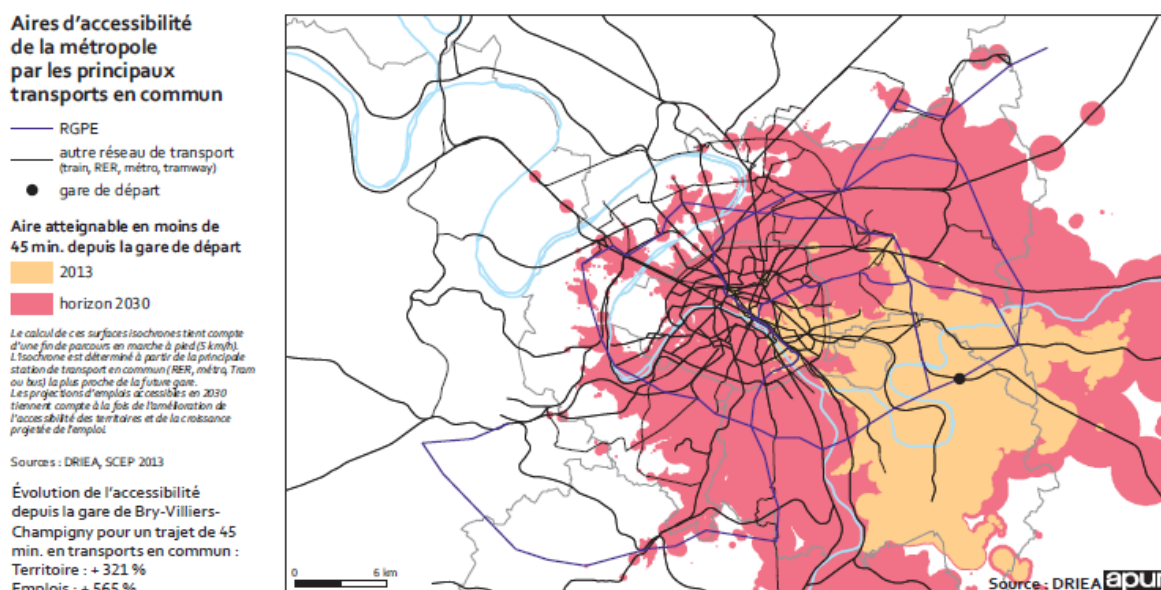 Aires d'accessibilité
de la métropole
par les principaux
transports en commun
RGPE
autre réseau de transport
(train, RER, métro, tramway)
gare de départ
Aire atteignable en moins de
45 min. depuis la gare de départ
2013
horizon 2030
Le calcul de ces surfaces isochrones tient compte
d'une fin de parcours en marche à pied (5 km/h).
L'isochrone est déterminé à partir de la principale
station de transport en commun (RER, métro, Tram
ou bus) la plus proche de la future gare.
Les projections d'emplois accessibles en 2030
tiennent compte à la fois de l'amélioration de
l'accessibilité des territoires et de la croissance
projetée de l'emploi.
Sources : DRIEA, SCEP 2013
Évolution de l'accessibilité
depuis la gare de Bry-Villiers-
Champigny pour un trajet de 45
min. en transports en commun :
Territoire : + 321 %
Emplois : + 565 %
0 6 km
Source : DRIEA apur